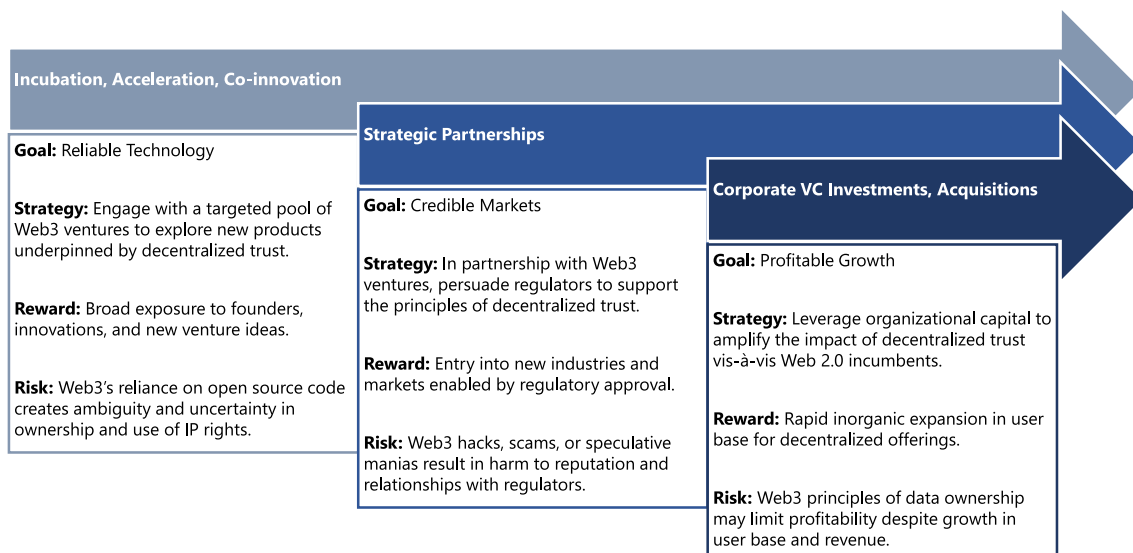 Incubation, Acceleration, Co-innovation
Goal: Reliable Technology
Strategy: Engage with a targeted pool of
Web3 ventures to explore new products
underpinned by decentralized trust.
Reward: Broad exposure to founders,
innovations, and new venture ideas.
Risk: Web3's reliance on open source code
creates ambiguity and uncertainty in
ownership and use of IP rights.
Strategic Partnerships
Goal: Credible Markets
Strategy: In partnership with Web3
ventures, persuade regulators to support
the principles of decentralized trust.
Reward: Entry into new industries and
markets enabled by regulatory approval.
Risk: Web3 hacks, scams, or speculative
manias result in harm to reputation and
relationships with regulators.
Corporate VC Investments, Acquisitions
Goal: Profitable Growth
Strategy: Leverage organizational capital to
amplify the impact of decentralized trust
vis-à-vis Web 2.0 incumbents.
Reward: Rapid inorganic expansion in user
base for decentralized offerings.
Risk: Web3 principles of data ownership
may limit profitability despite growth in
user base and revenue.